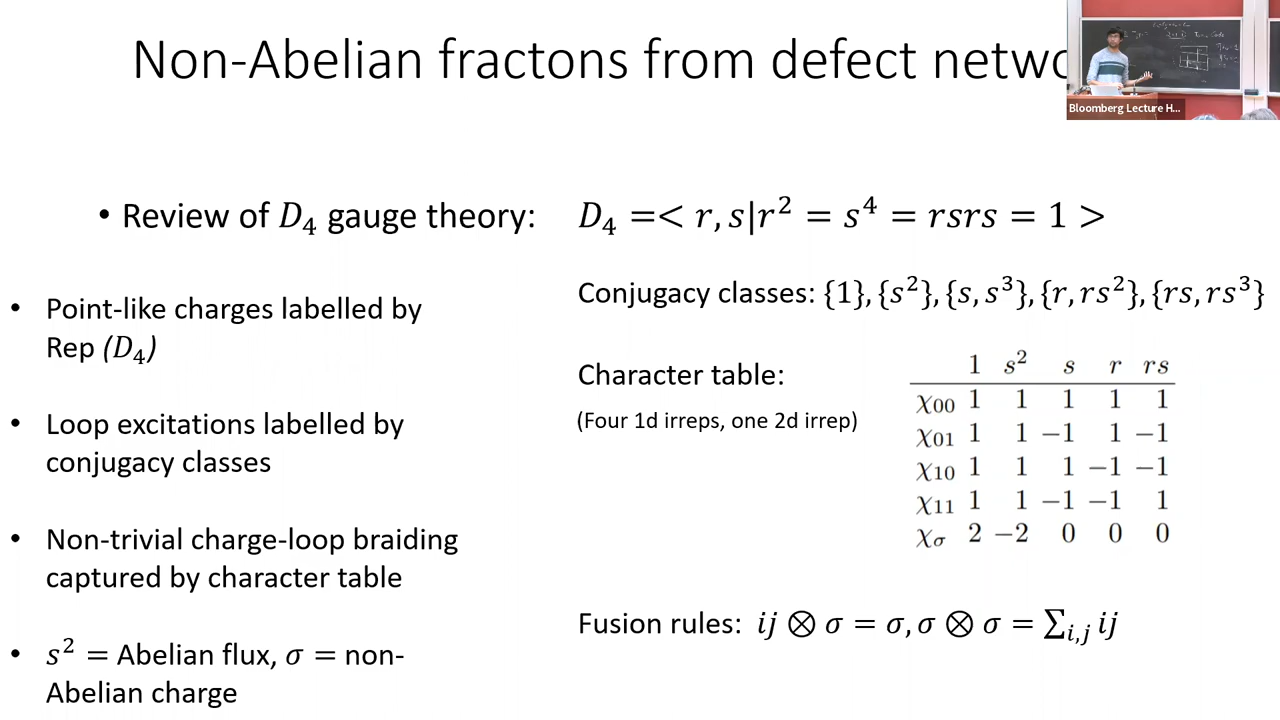 Non-Abelian fractons from defect netwo
Bloomberg Lecture H...
• Review of D₄ gauge theory: D₄ =< r, s|r² = s⁴ = rsrs = 1 >
• Point-like charges labelled by
Rep (D₄)
• Loop excitations labelled by
conjugacy classes
• Non-trivial charge-loop braiding
captured by character table
• s² = Abelian flux, σ = non-
Abelian charge
Conjugacy classes: {1}, {s²}, {s, s³}, {r, rs²}, {rs, rs³}
Character table:
(Four 1d irreps, one 2d irrep)
1 s² s r rs
χ₀₀ 1 1 1 1 1
χ₀₁ 1 1 −1 1 −1
χ₁₀ 1 1 1 −1 −1
χ₁₁ 1 1 −1 −1 1
χσ 2 −2 0 0 0
Fusion rules: ij ⊗ σ = σ, σ ⊗ σ = ∑ᵢ,ⱼ ij